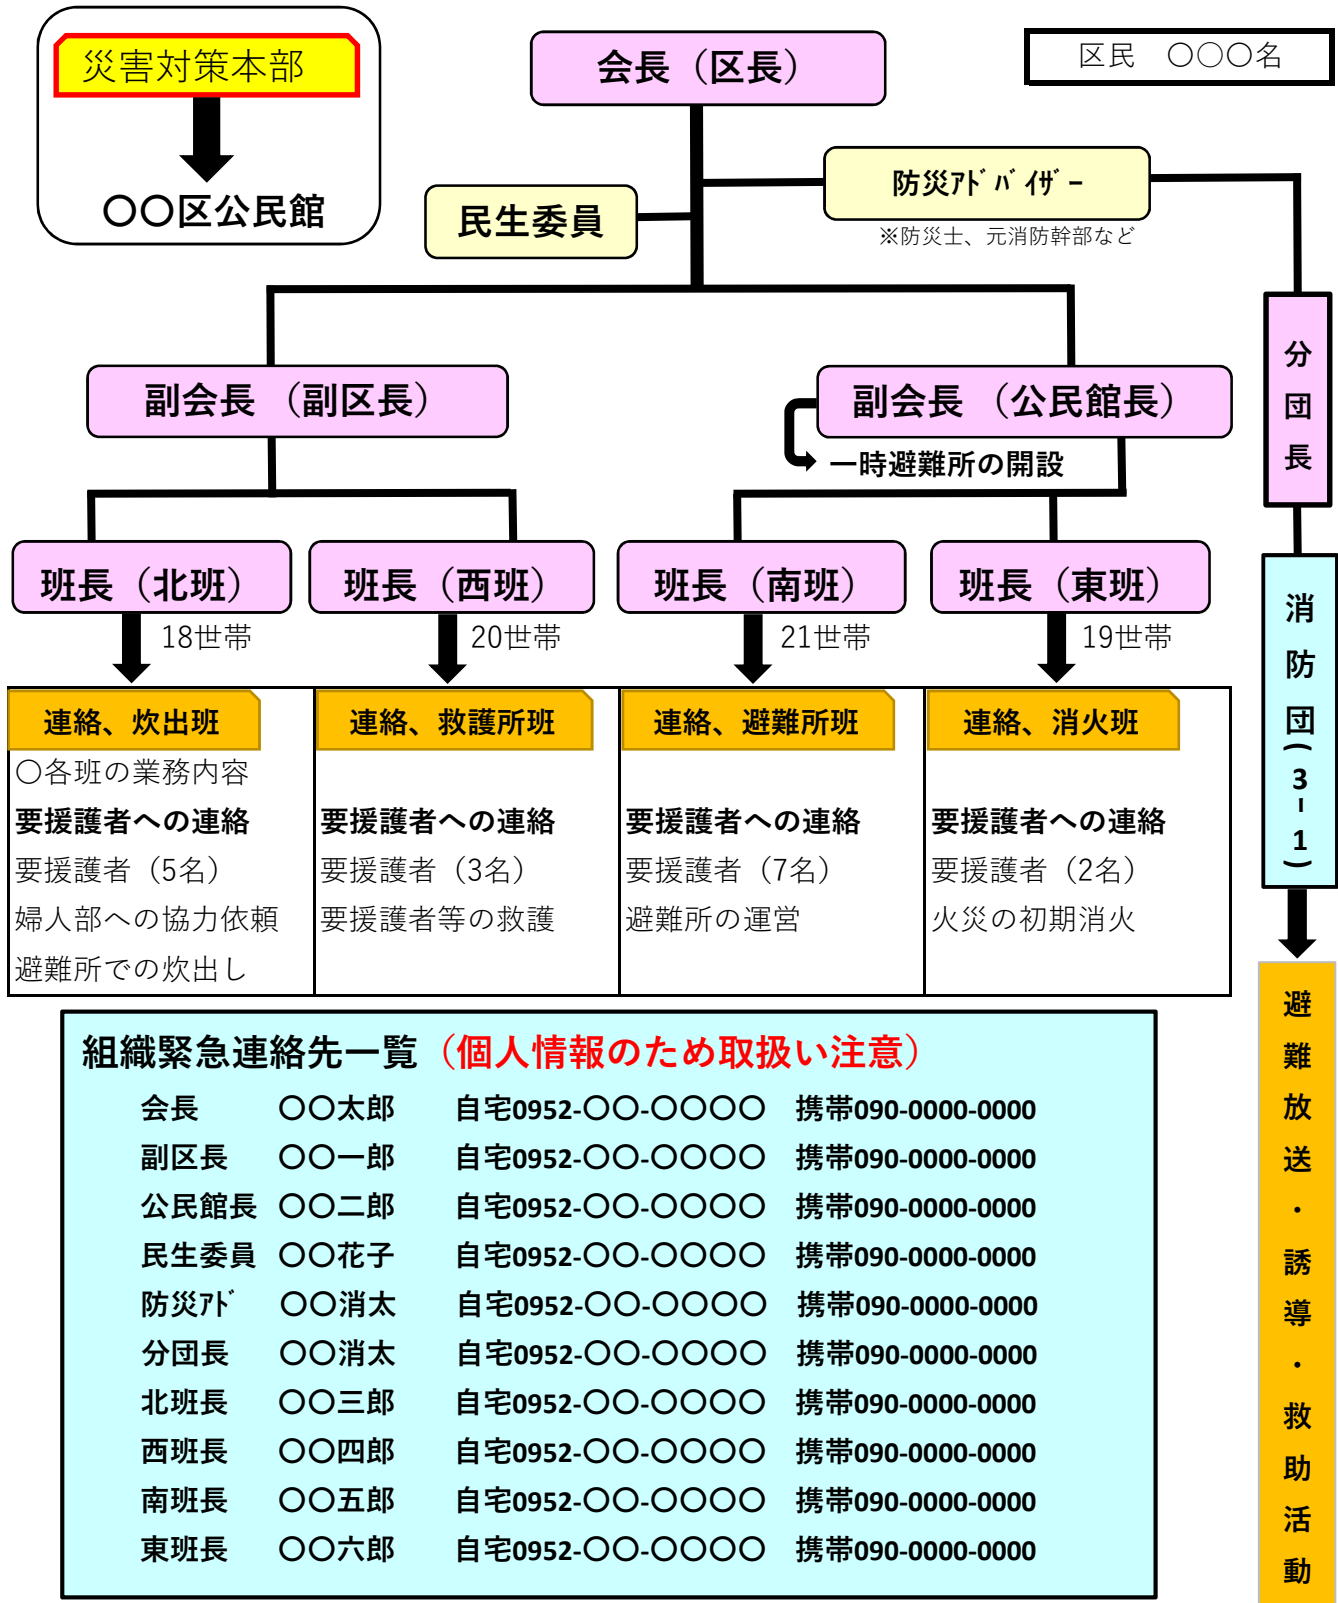 災害対策本部
〇〇区公民館
会長（区長）
区民　〇〇〇名
防災ｱﾄﾞﾊﾞｲｻﾞｰ
※防災士、元消防幹部など
民生委員
副会長（副区長）
副会長（公民館長）
一時避難所の開設
分団長
班長（北班）
班長（西班）
班長（南班）
班長（東班）
18世帯
20世帯
21世帯
19世帯
消防団(3-1)
連絡、炊出班
〇各班の業務内容
要援護者への連絡
要援護者（5名）
婦人部への協力依頼
避難所での炊出し
連絡、救護所班
要援護者への連絡
要援護者（3名）
要援護者等の救護
連絡、避難所班
要援護者への連絡
要援護者（7名）
避難所の運営
連絡、消火班
要援護者への連絡
要援護者（2名）
火災の初期消火
避難放送・誘導・救助活動
組織緊急連絡先一覧（個人情報のため取扱い注意）
会長　〇〇太郎　自宅0952-〇〇-〇〇〇〇　携帯090-0000-0000
副区長　〇〇一郎　自宅0952-〇〇-〇〇〇〇　携帯090-0000-0000
公民館長　〇〇二郎　自宅0952-〇〇-〇〇〇〇　携帯090-0000-0000
民生委員　〇〇花子　自宅0952-〇〇-〇〇〇〇　携帯090-0000-0000
防災ｱﾄﾞ　〇〇消太　自宅0952-〇〇-〇〇〇〇　携帯090-0000-0000
分団長　〇〇消太　自宅0952-〇〇-〇〇〇〇　携帯090-0000-0000
北班長　〇〇三郎　自宅0952-〇〇-〇〇〇〇　携帯090-0000-0000
西班長　〇〇四郎　自宅0952-〇〇-〇〇〇〇　携帯090-0000-0000
南班長　〇〇五郎　自宅0952-〇〇-〇〇〇〇　携帯090-0000-0000
東班長　〇〇六郎　自宅0952-〇〇-〇〇〇〇　携帯090-0000-0000